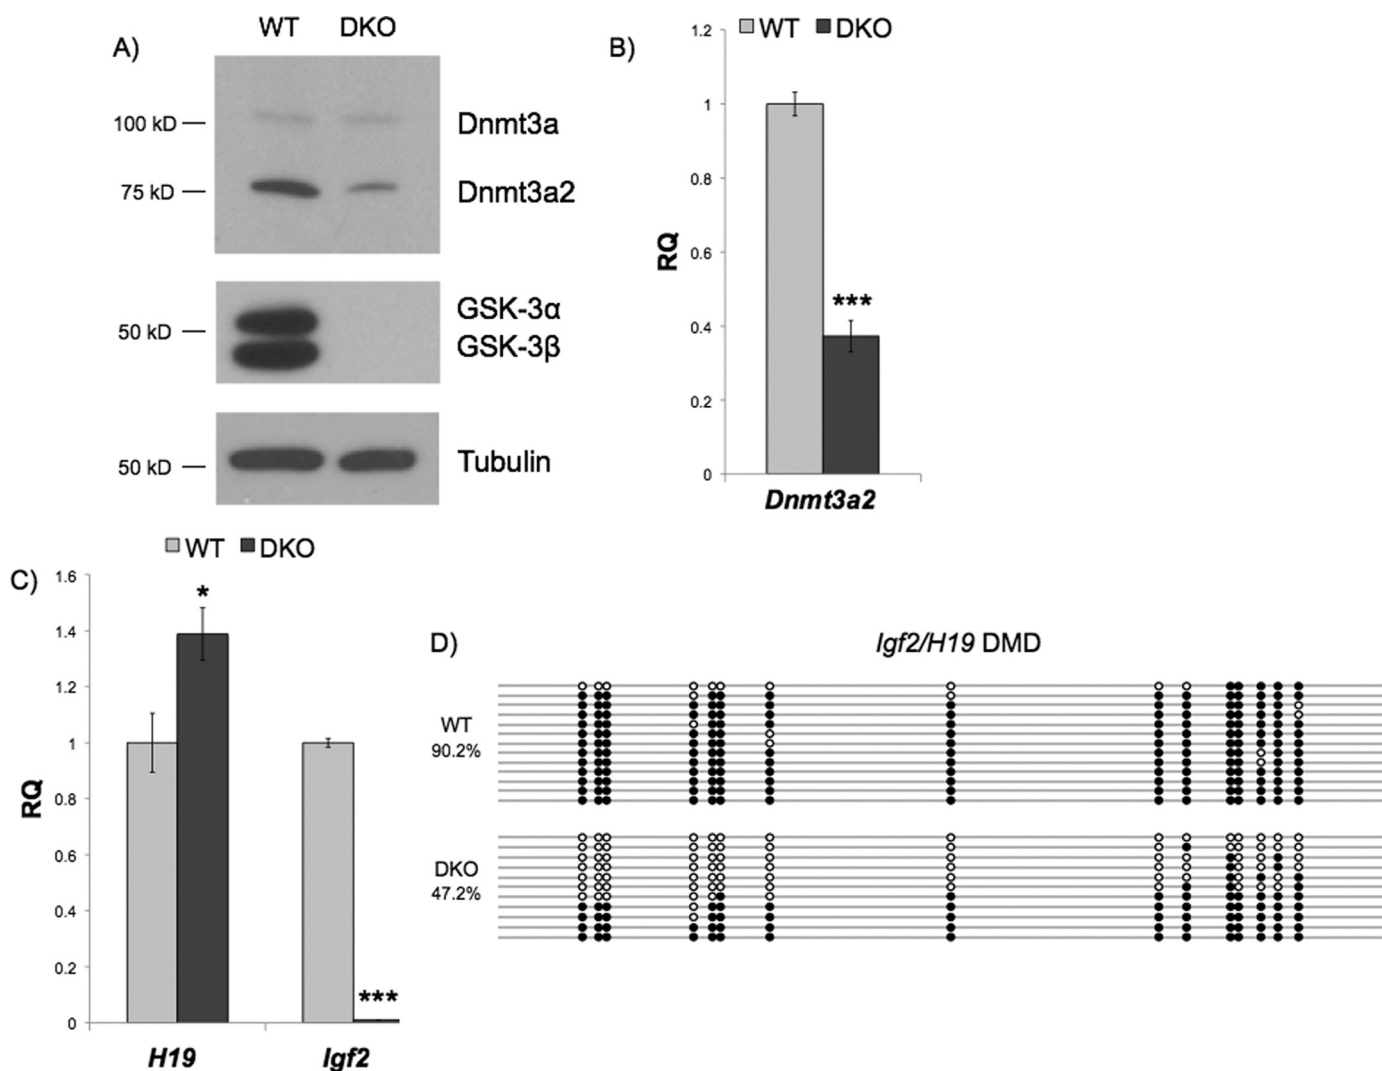 A)
WT DKO
100 kD
Dnmt3a
75 kD
Dnmt3a2
50 kD
GSK-3α
GSK-3β
50 kD
Tubulin
B)
WT DKO
1.2
1
0.8
0.6
0.4
0.2
0
RQ
***
Dnmt3a2
C)
WT DKO
1.6
1.4
1.2
1
0.8
0.6
0.4
0.2
0
RQ
*
***
H19 Igf2
D)
Igf2/H19 DMD
WT
90.2%
DKO
47.2%